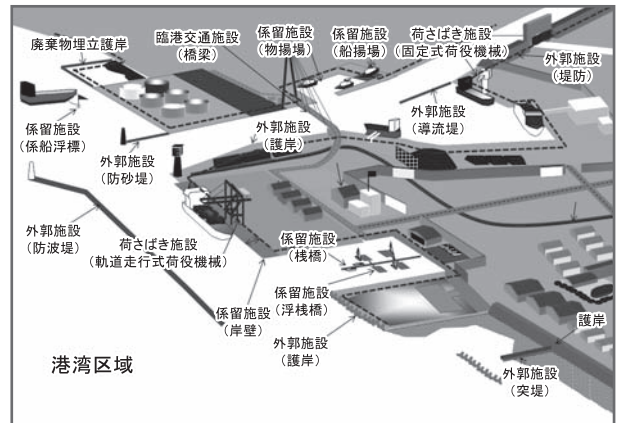 廃棄物埋立護岸
臨港交通施設
（橋梁）
係留施設
（物揚場）
係留施設
（船揚場）
荷さばき施設
（固定式荷役機械）
外郭施設
（堤防）
係留施設
（係船浮標）
外郭施設
（防砂堤）
外郭施設
（護岸）
外郭施設
（導流堤）
外郭施設
（防波堤）
荷さばき施設
（軌道走行式荷役機械）
係留施設
（桟橋）
係留施設
（浮桟橋）
係留施設
（岸壁）
外郭施設
（護岸）
護岸
外郭施設
（突堤）
港湾区域